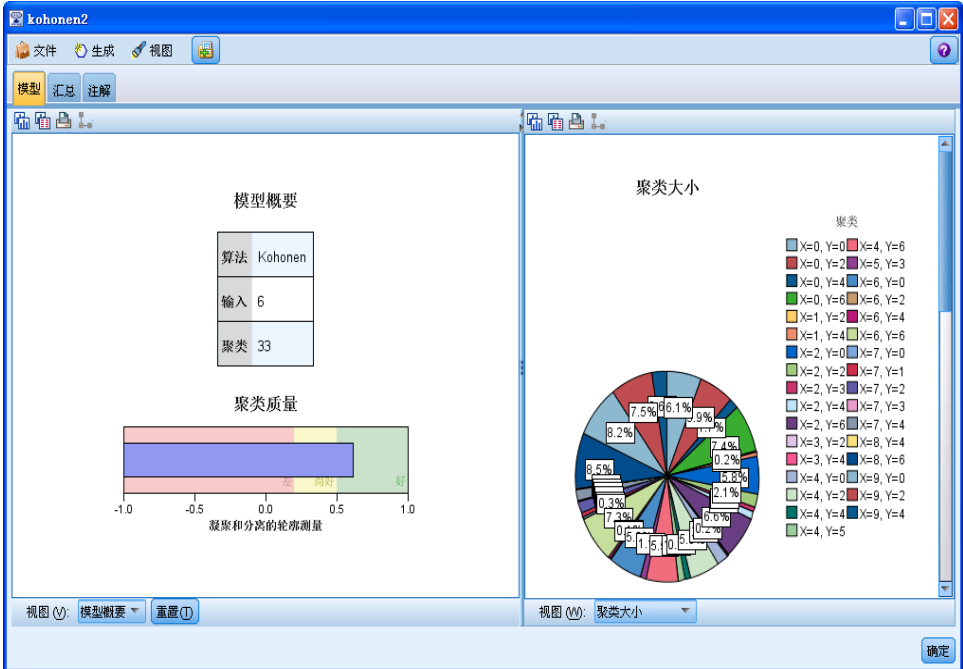 kohonen2
文件 生成 视图
模型 汇总 注解
模型概要
算法 Kohonen
输入 6
聚类 33
聚类质量
差 尚好 好
-1.0 -0.5 0.0 0.5 1.0
凝聚和分离的轮廓测量
视图 (V): 模型概要 重置(T)
聚类大小
聚类
X=0, Y=0 X=4, Y=6
X=0, Y=2 X=5, Y=3
X=0, Y=4 X=6, Y=0
X=0, Y=6 X=6, Y=2
X=1, Y=2 X=6, Y=4
X=1, Y=4 X=6, Y=6
X=2, Y=0 X=7, Y=0
X=2, Y=2 X=7, Y=1
X=2, Y=3 X=7, Y=2
X=2, Y=4 X=7, Y=3
X=2, Y=6 X=7, Y=4
X=3, Y=2 X=8, Y=4
X=3, Y=4 X=8, Y=6
X=4, Y=0 X=9, Y=0
X=4, Y=2 X=9, Y=2
X=4, Y=4 X=9, Y=4
X=4, Y=5
7.5% 6.1%
8.2%
7.4%
0.2%
8.5% 5.8%
2.1%
0.3%
7.3% 6.6%
视图 (W): 聚类大小
确定